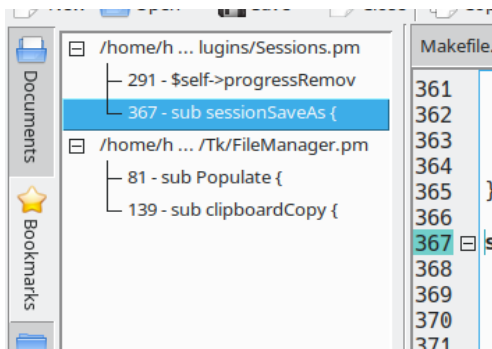 /home/h ... lugins/Sessions.pm
291 - $self->progressRemov
367 - sub sessionSaveAs {
/home/h ... /Tk/FileManager.pm
81 - sub Populate {
139 - sub clipboardCopy {
Documents
Bookmarks
Makefile.
361
362
363
364
365 }
366
367 s
368
369
370
371